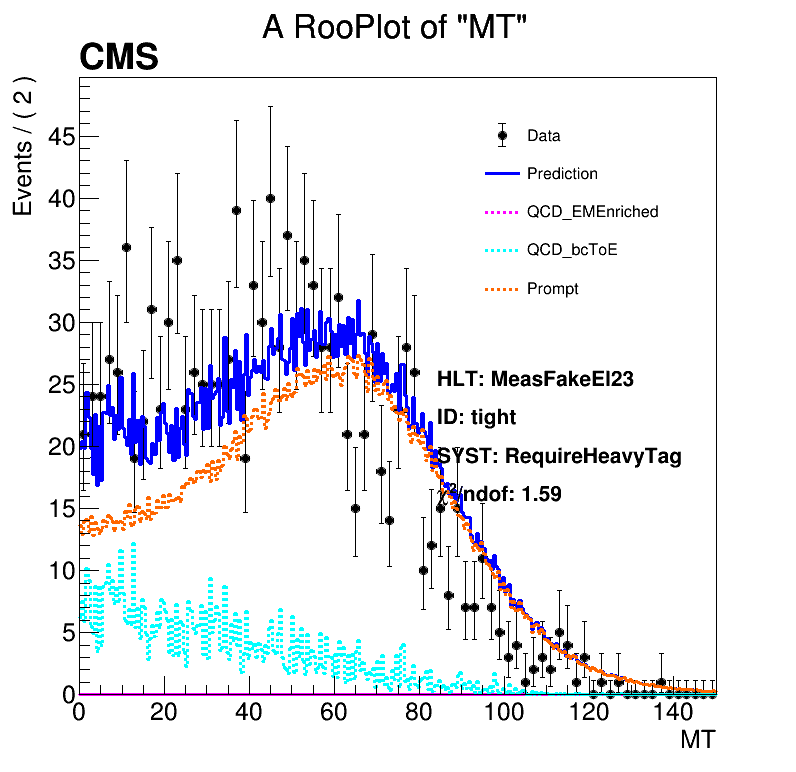 A RooPlot of "MT"
CMS
Events / ( 2 )
45
40
35
30
25
20
15
10
5
0
Data
Prediction
QCD_EMEnriched
QCD_bcToE
Prompt
HLT: MeasFakeEl23
ID: tight
SYST: RequireHeavyTag
χ²/ndof: 1.59
0 20 40 60 80 100 120 140
MT